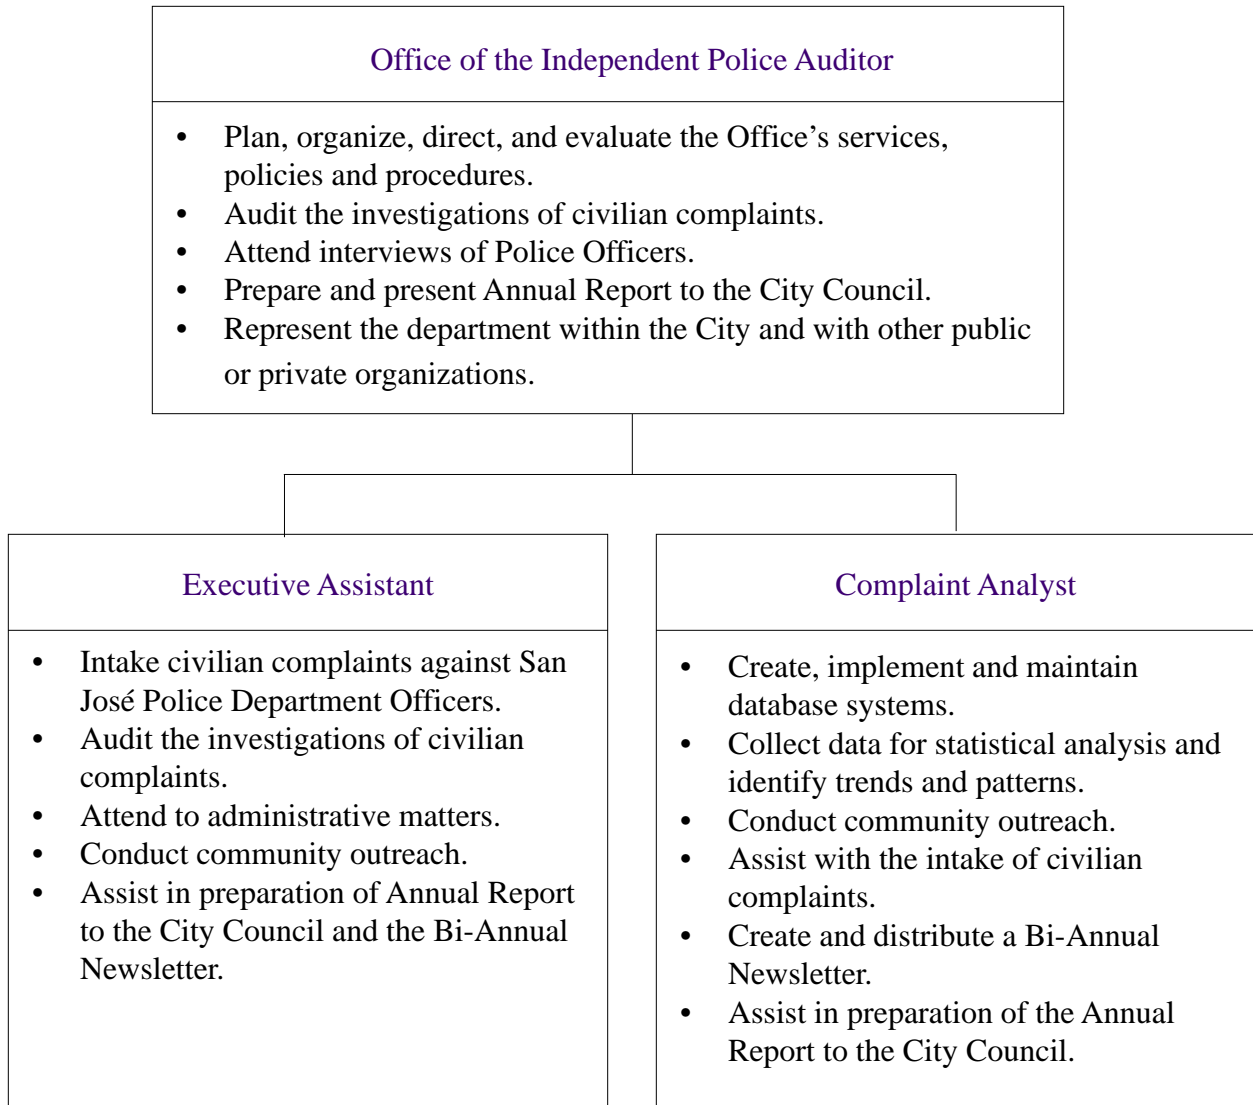 Office of the Independent Police Auditor
• Plan, organize, direct, and evaluate the Office’s services,
policies and procedures.
• Audit the investigations of civilian complaints.
• Attend interviews of Police Officers.
• Prepare and present Annual Report to the City Council.
• Represent the department within the City and with other public
or private organizations.
Executive Assistant
• Intake civilian complaints against San
José Police Department Officers.
• Audit the investigations of civilian
complaints.
• Attend to administrative matters.
• Conduct community outreach.
• Assist in preparation of Annual Report
to the City Council and the Bi-Annual
Newsletter.
Complaint Analyst
• Create, implement and maintain
database systems.
• Collect data for statistical analysis and
identify trends and patterns.
• Conduct community outreach.
• Assist with the intake of civilian
complaints.
• Create and distribute a Bi-Annual
Newsletter.
• Assist in preparation of the Annual
Report to the City Council.